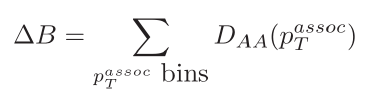 ΔB = ∑ D_{AA}(p_T^{assoc})
p_T^{assoc} bins